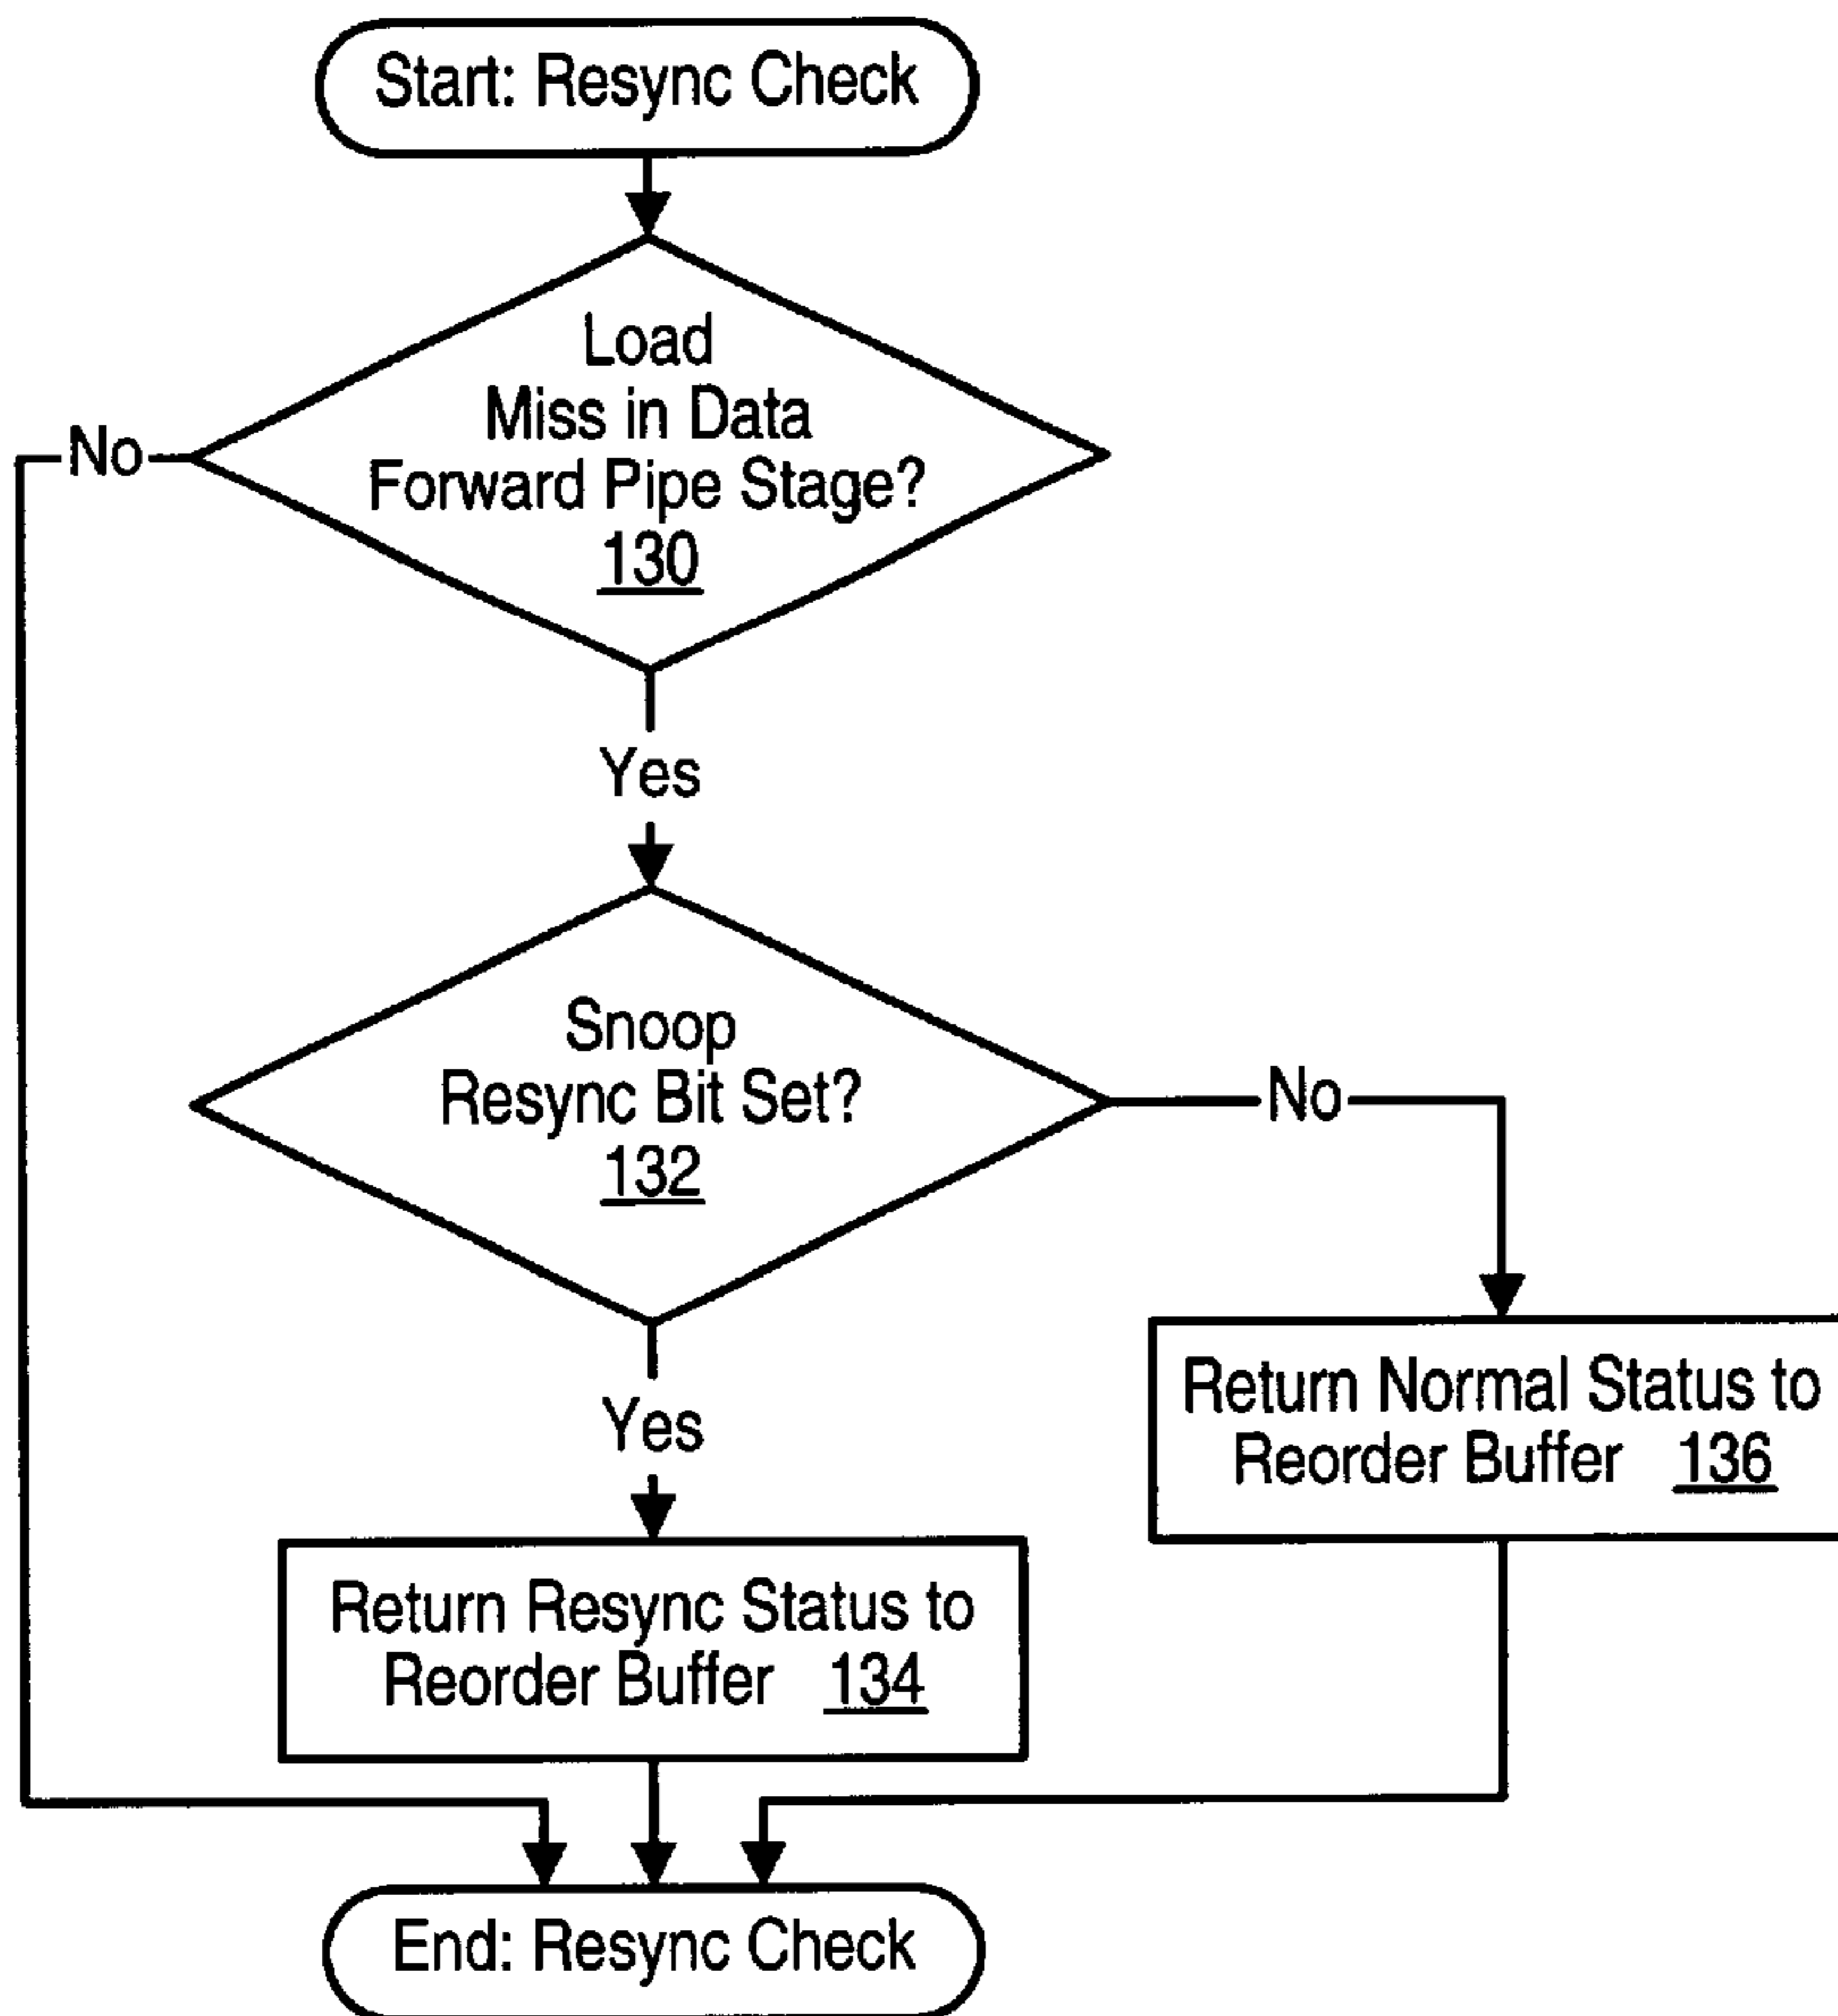 Start: Resync Check
Load
Miss in Data
Forward Pipe Stage?
130
No
Yes
Snoop
Resync Bit Set?
132
No
Yes
Return Normal Status to
Reorder Buffer 136
Return Resync Status to
Reorder Buffer 134
End: Resync Check